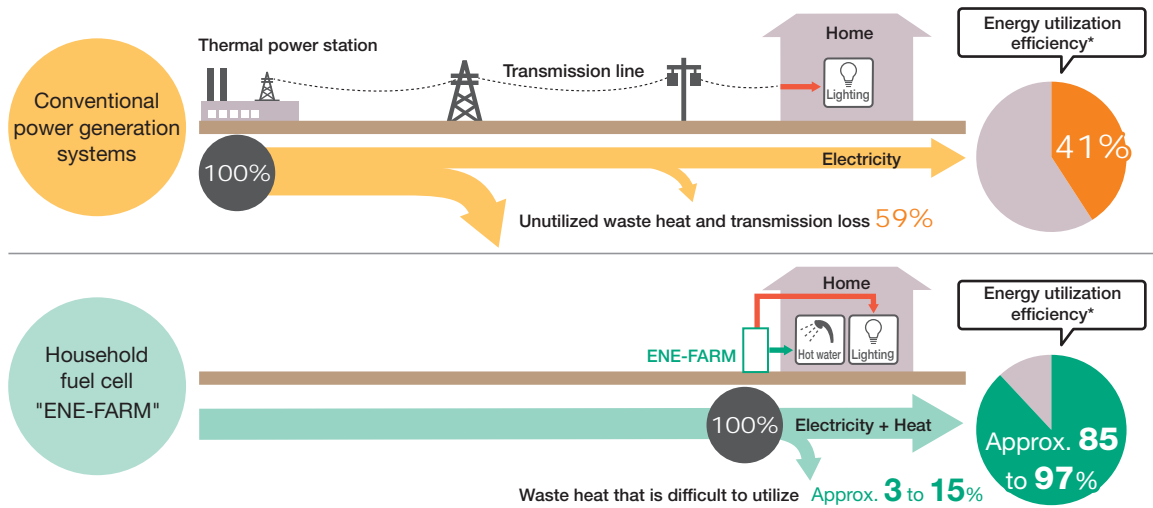 Conventional
power generation
systems
Thermal power station
Transmission line
Home
Lighting
Energy utilization
efficiency*
100%
Electricity
41%
Unutilized waste heat and transmission loss 59%
Household
fuel cell
"ENE-FARM"
Home
ENE-FARM
Hot water
Lighting
Energy utilization
efficiency*
100%
Electricity + Heat
Approx. 85
to 97%
Waste heat that is difficult to utilize Approx. 3 to 15%